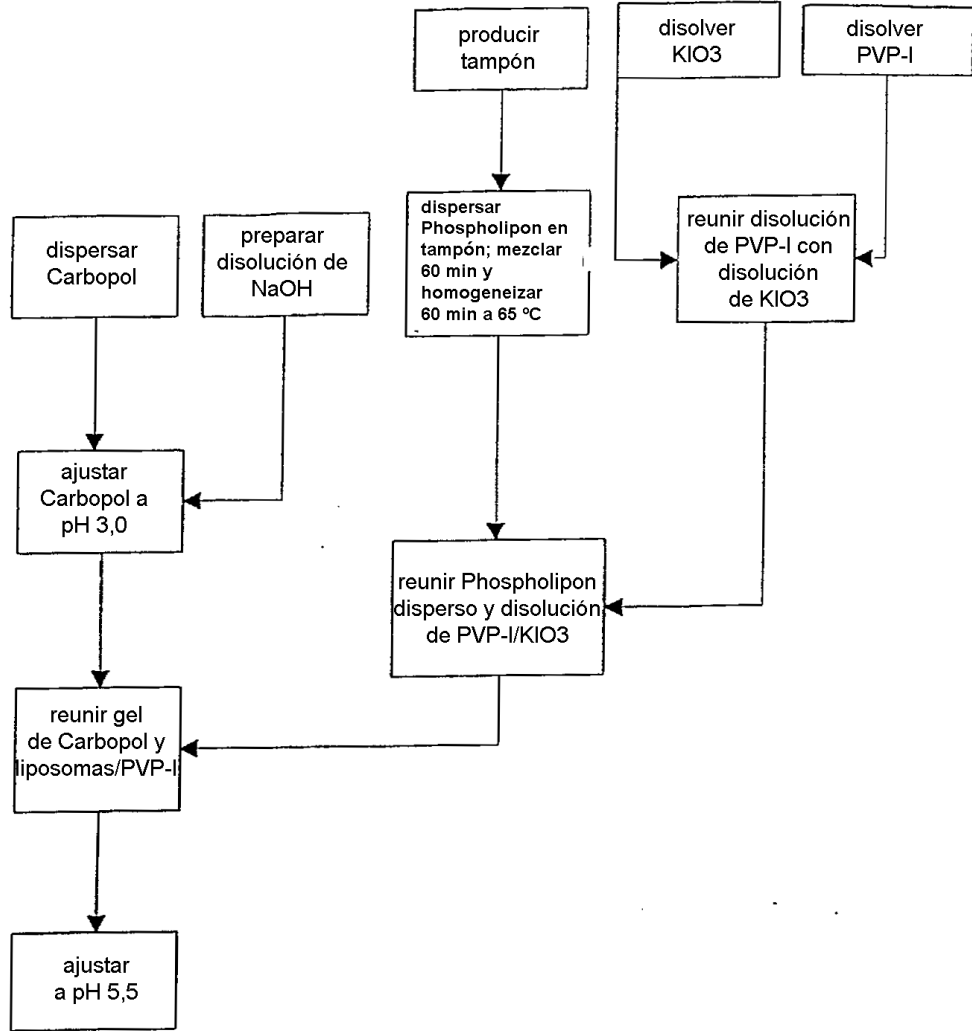 producir
tampón
disolver
KIO3
disolver
PVP-I
dispersar
Carbopol
preparar
disolución de
NaOH
dispersar
Phospholipon en
tampón; mezclar
60 min y
homogeneizar
60 min a 65 ºC
reunir disolución
de PVP-I con
disolución
de KIO3
ajustar
Carbopol a
pH 3,0
reunir Phospholipon
disperso y disolución
de PVP-I/KIO3
reunir gel
de Carbopol y
liposomas/PVP-I
ajustar
a pH 5,5